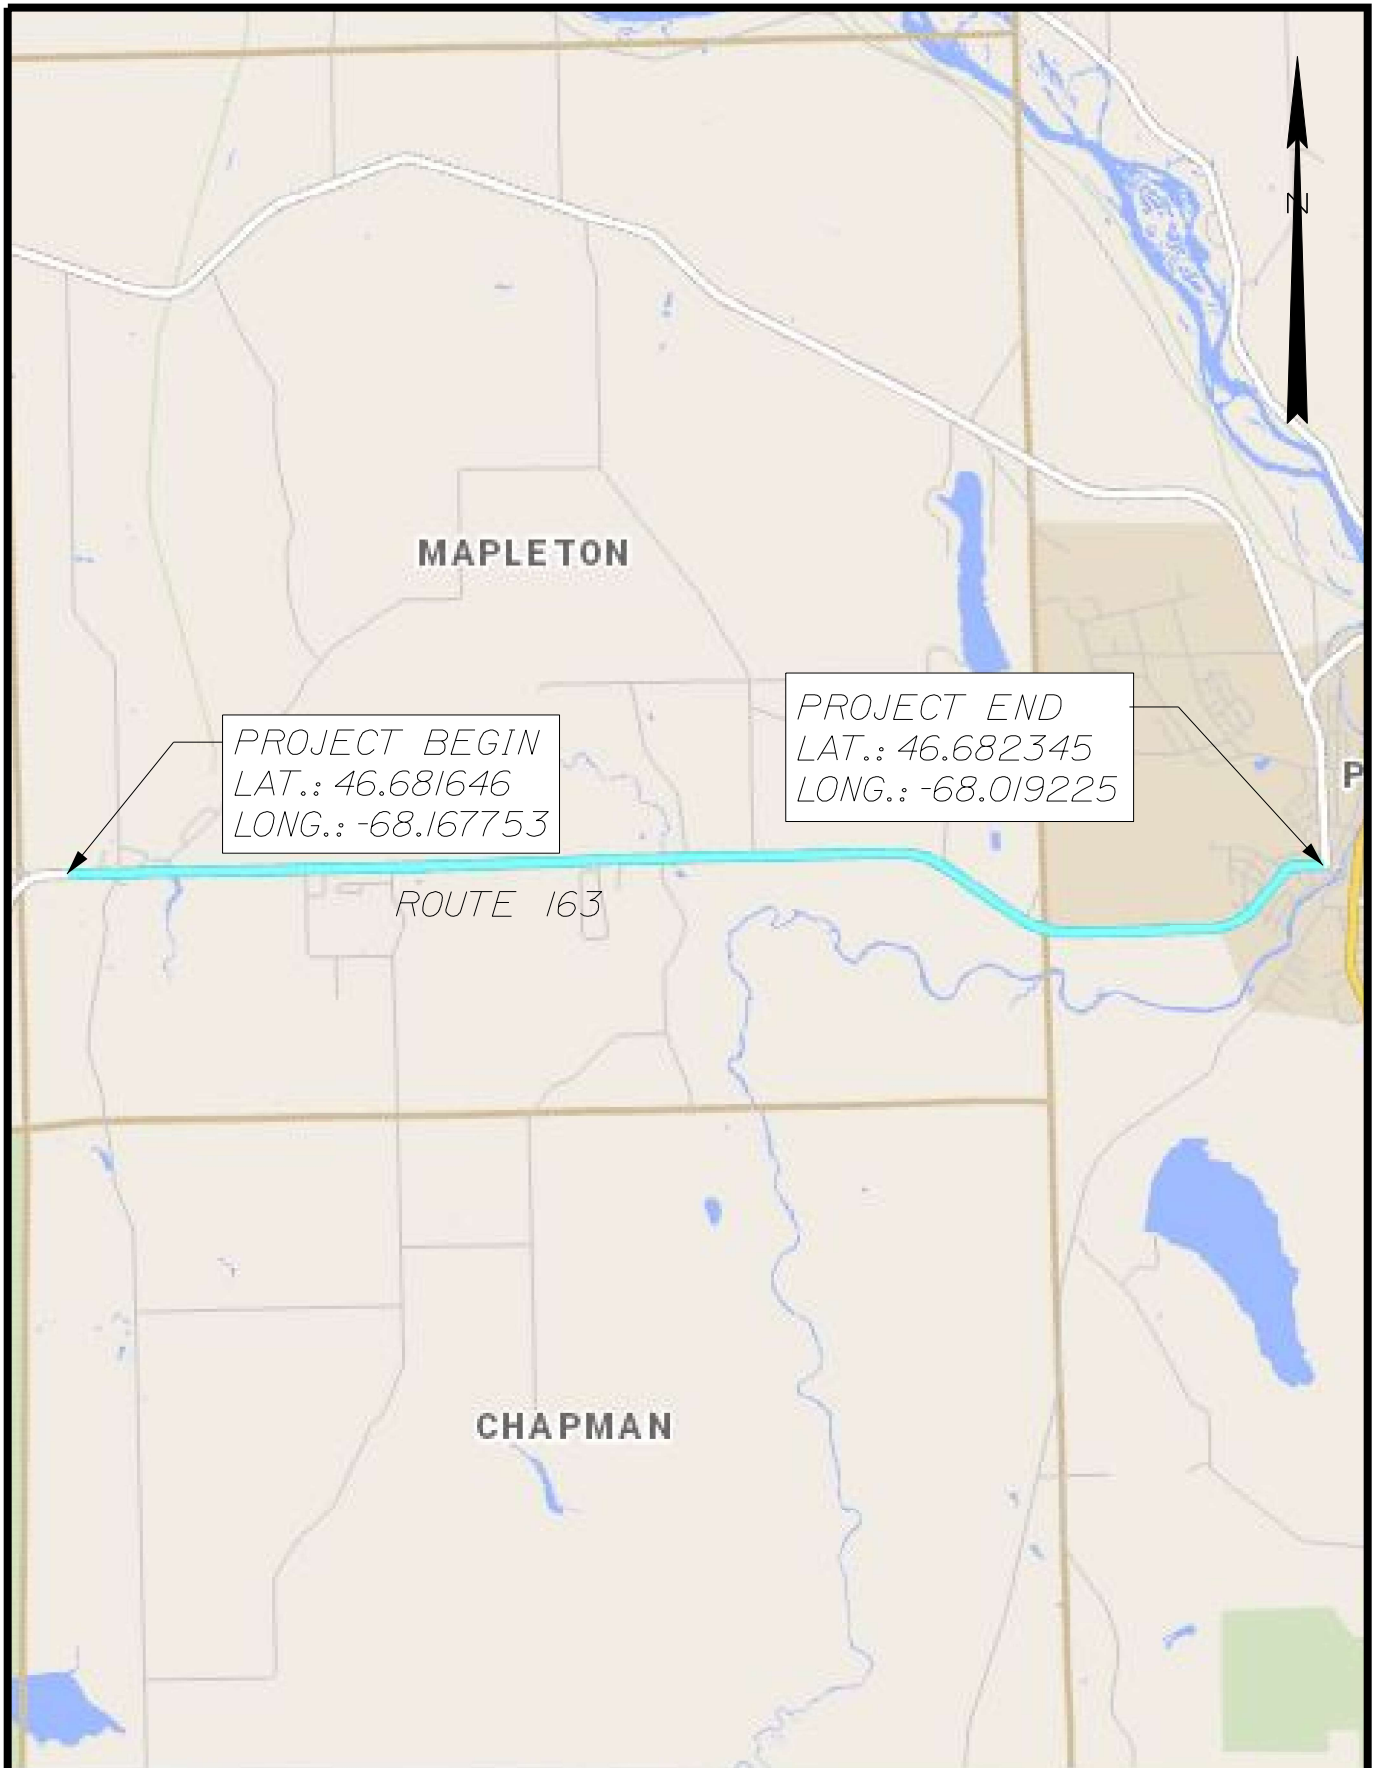 N
MAPLETON
PROJECT END
LAT.: 46.682345
LONG.: -68.019225
PROJECT BEGIN
LAT.: 46.681646
LONG.: -68.167753
P
ROUTE 163
CHAPMAN